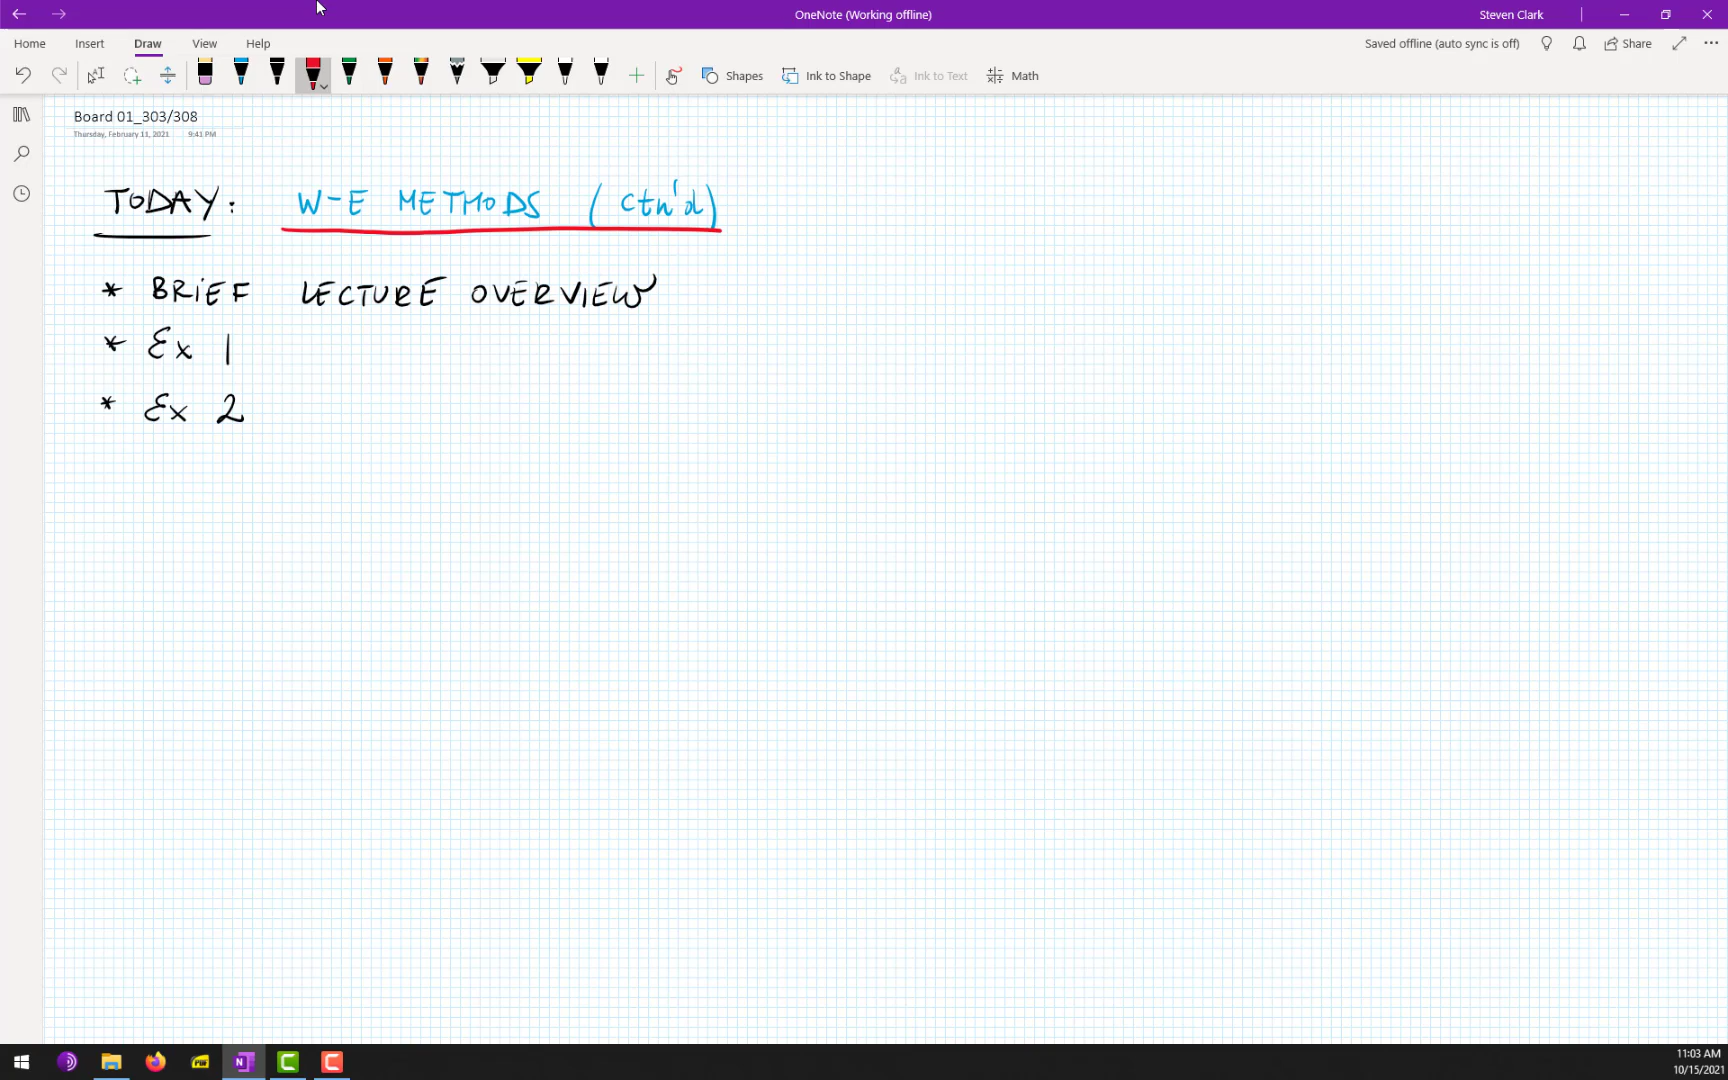 OneNote (Working offline)
Steven Clark
Home Insert Draw View Help
Saved offline (auto sync is off)
Share
Shapes
Ink to Shape
Ink to Text
Math
Board 01_303/308
Thursday, February 11, 2021 9:41 PM
TODAY: W-E METHODS (Ctn'd)
* BRiEF LECTURE OVERVIEW
* Ex 1
* Ex 2
11:03 AM
10/15/2021